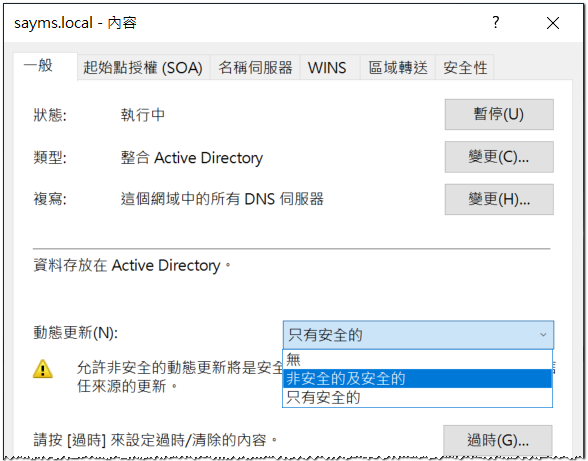 sayms.local - 內容
一般 起始點授權 (SOA) 名稱伺服器 WINS 區域轉送 安全性
狀態: 執行中 暫停(U)
類型: 整合 Active Directory 變更(C)...
複寫: 這個網域中的所有 DNS 伺服器 變更(H)...
資料存放在 Active Directory。
動態更新(N): 只有安全的
無
非安全的及安全的
只有安全的
允許非安全的動態更新將是安全
任來源的更新。
請按 [過時] 來設定過時/清除的內容。 過時(G)...